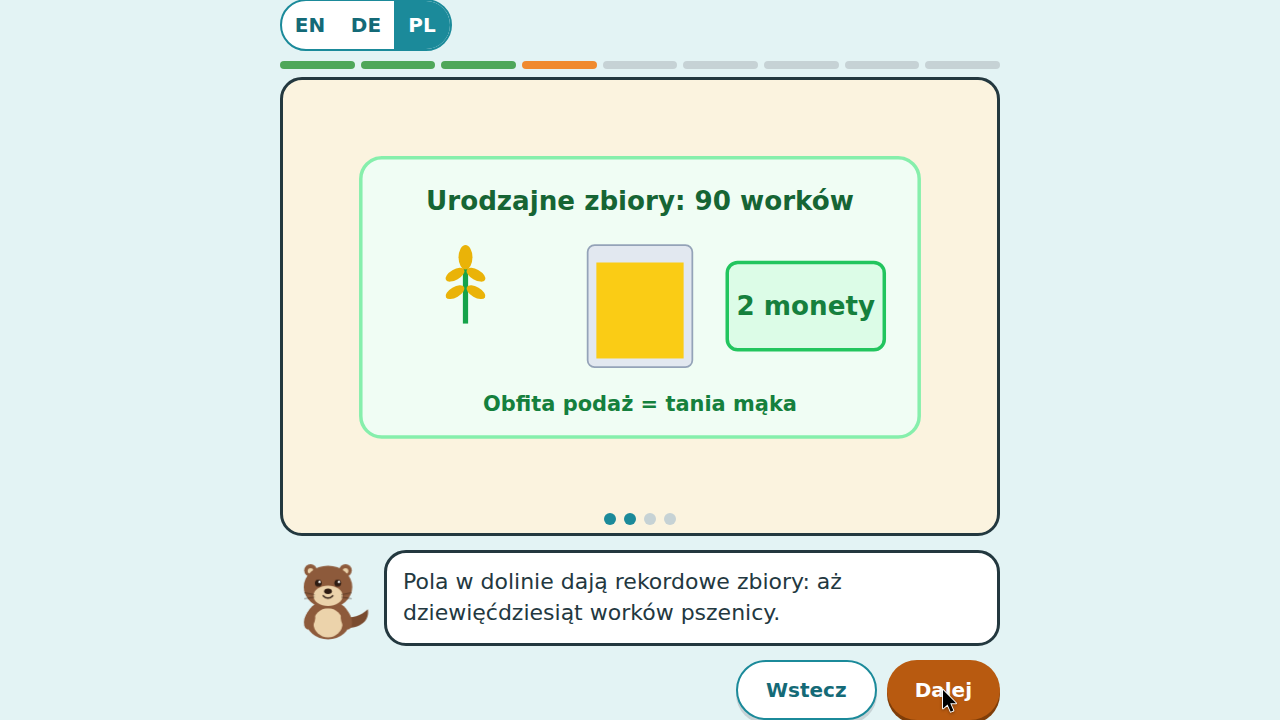 EN DE PL
Urodzajne zbiory: 90 worków
2 monety
Obfita podaż = tania mąka
Pola w dolinie dają rekordowe zbiory: aż
dziewięćdziesiąt worków pszenicy.
Wstecz Dalej